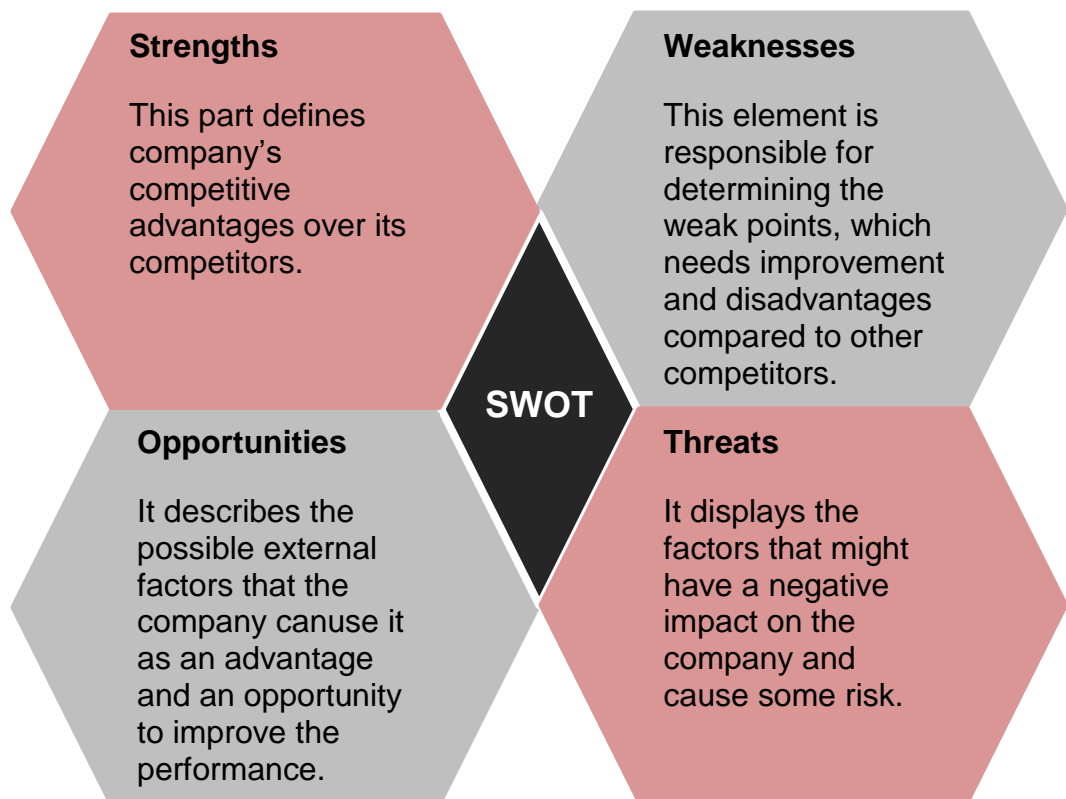 Strengths
This part defines
company’s
competitive
advantages over its
competitors.
Weaknesses
This element is
responsible for
determining the
weak points, which
needs improvement
and disadvantages
compared to other
competitors.
SWOT
Opportunities
It describes the
possible external
factors that the
company canuse it
as an advantage
and an opportunity
to improve the
performance.
Threats
It displays the
factors that might
have a negative
impact on the
company and
cause some risk.